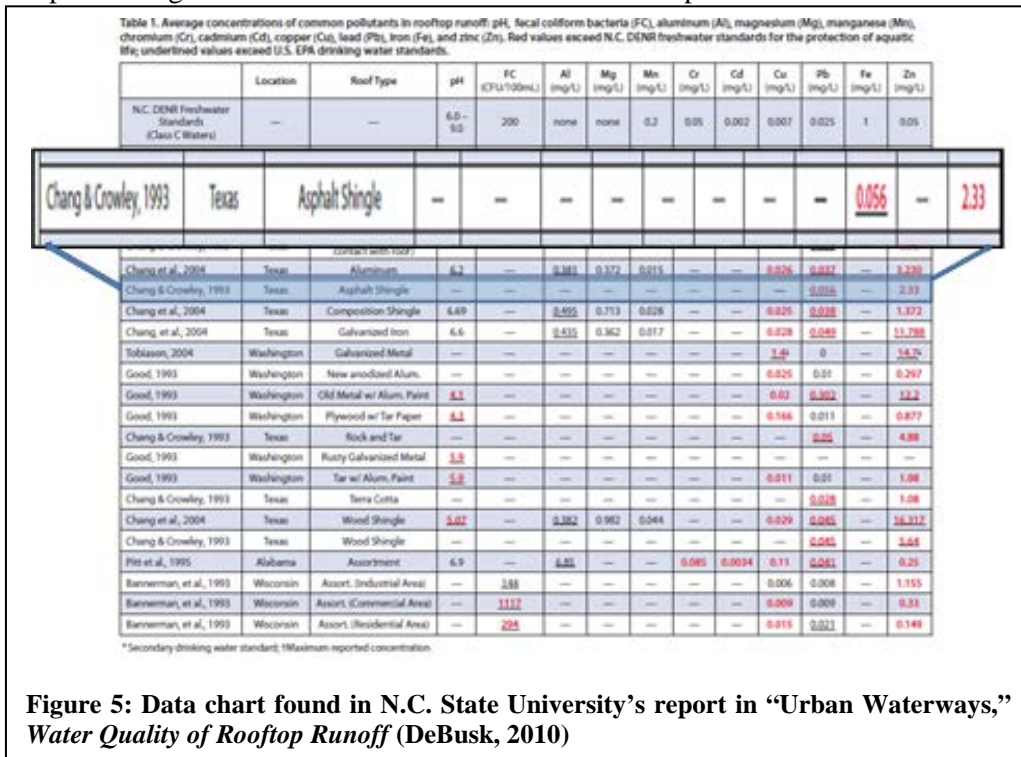 Table 1. Average concentrations of common pollutants in rooftop runoff: pH, fecal coliform bacteria (FC), aluminum (Al), magnesium (Mg), manganese (Mn),
chromium (Cr), cadmium (Cd), copper (Cu), lead (Pb), iron (Fe), and zinc (Zn). Red values exceed N.C. DENR freshwater standards for the protection of aquatic
life; underlined values exceed U.S. EPA drinking water standards.
Location Roof Type pH FC (CFU/100mL) Al (mg/L) Mg (mg/L) Mn (mg/L) Cr (mg/L) Cd (mg/L) Cu (mg/L) Pb (mg/L) Fe (mg/L) Zn (mg/L)
N.C. DENR Freshwater Standards (Class C Waters) — — 6.0 – 9.0 200 none none 0.2 0.05 0.002 0.007 0.025 1 0.05
Chang & Crowley, 1993 Texas Asphalt Shingle — — — — — — — — 0.056 — 2.33
contact with roof)
Chang et al., 2004 Texas Aluminum 6.2 — 0.381 0.372 0.015 — — 0.026 0.037 — 3.230
Chang & Crowley, 1993 Texas Asphalt Shingle — — — — — — — — 0.056 — 2.33
Chang et al., 2004 Texas Composition Shingle 6.69 — 0.495 0.713 0.028 — — 0.025 0.038 — 1.372
Chang, et al., 2004 Texas Galvanized Iron 6.6 — 0.435 0.362 0.017 — — 0.028 0.049 — 11.788
Tobiason, 2004 Washington Galvanized Metal — — — — — — — 0 — 
Good, 1993 Washington New anodized Alum. — — — — — — — 0.025 0.01 — 0.297
Good, 1993 Washington Old Metal w/ Alum. Paint 4.1 — — — — — — 0.02 0.302 — 12.2
Good, 1993 Washington Plywood w/ Tar Paper 4.3 — — — — — — 0.166 0.011 — 0.877
Chang & Crowley, 1993 Texas Rock and Tar — — — — — — — — 0.05 — 4.88
Good, 1993 Washington Rusty Galvanized Metal 5.9 — — — — — — — — — —
Good, 1993 Washington Tar w/ Alum. Paint 5.9 — — — — — — 0.011 0.01 — 1.08
Chang & Crowley, 1993 Texas Terra Cotta — — — — — — — — 0.028 — 1.08
Chang et al., 2004 Texas Wood Shingle 5.07 — 0.382 0.982 0.044 — — 0.029 0.045 — 16.317
Chang & Crowley, 1993 Texas Wood Shingle — — — — — — — — 0.045 —
Pitt et al., 1995 Alabama Assortment 6.9 — 6.85 — — 0.085 0.0034 0.11 0.041 — 0.25
Bannerman, et al., 1993 Wisconsin Assort. (Industrial Area) — 144 — — — — — 0.006 0.008 — 1.155
Bannerman, et al., 1993 Wisconsin Assort. (Commercial Area) — 1117 — — — — — 0.009 0.009 — 0.33
Bannerman, et al., 1993 Wisconsin Assort. (Residential Area) — 294 — — — — — 0.015 0.021 — 0.149
* Secondary drinking water standard; †Maximum reported concentration
Figure 5: Data chart found in N.C. State University's report in “Urban Waterways,”
Water Quality of Rooftop Runoff (DeBusk, 2010)